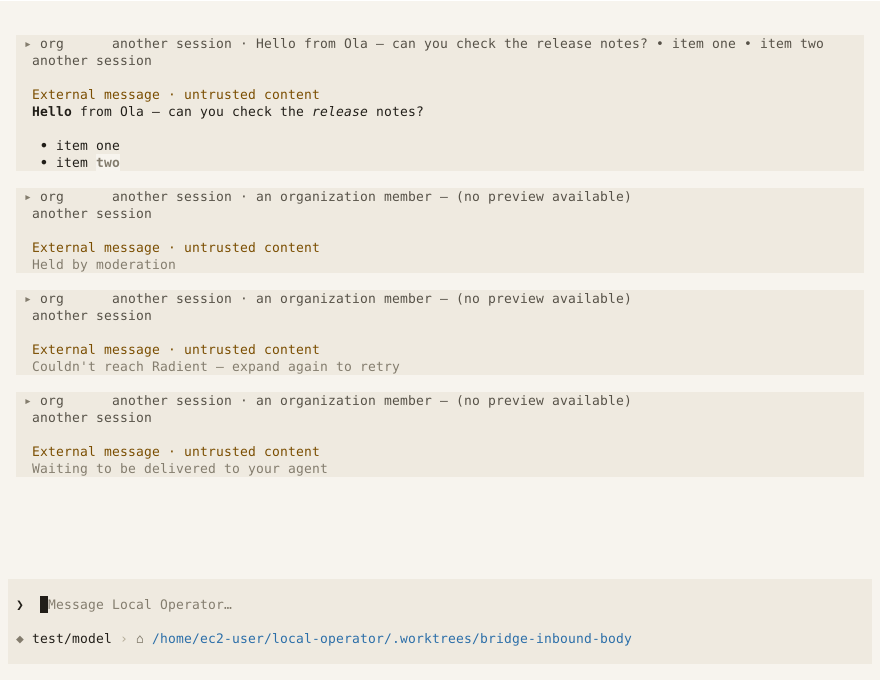 ▸ org      another session · Hello from Ola — can you check the release notes? • item one • item two
another session
External message · untrusted content
Hello from Ola — can you check the release notes?
• item one
• item two
▸ org      another session · an organization member — (no preview available)
another session
External message · untrusted content
Held by moderation
▸ org      another session · an organization member — (no preview available)
another session
External message · untrusted content
Couldn't reach Radient — expand again to retry
▸ org      another session · an organization member — (no preview available)
another session
External message · untrusted content
Waiting to be delivered to your agent
❯ Message Local Operator…
◆ test/model › ⌂ /home/ec2-user/local-operator/.worktrees/bridge-inbound-body